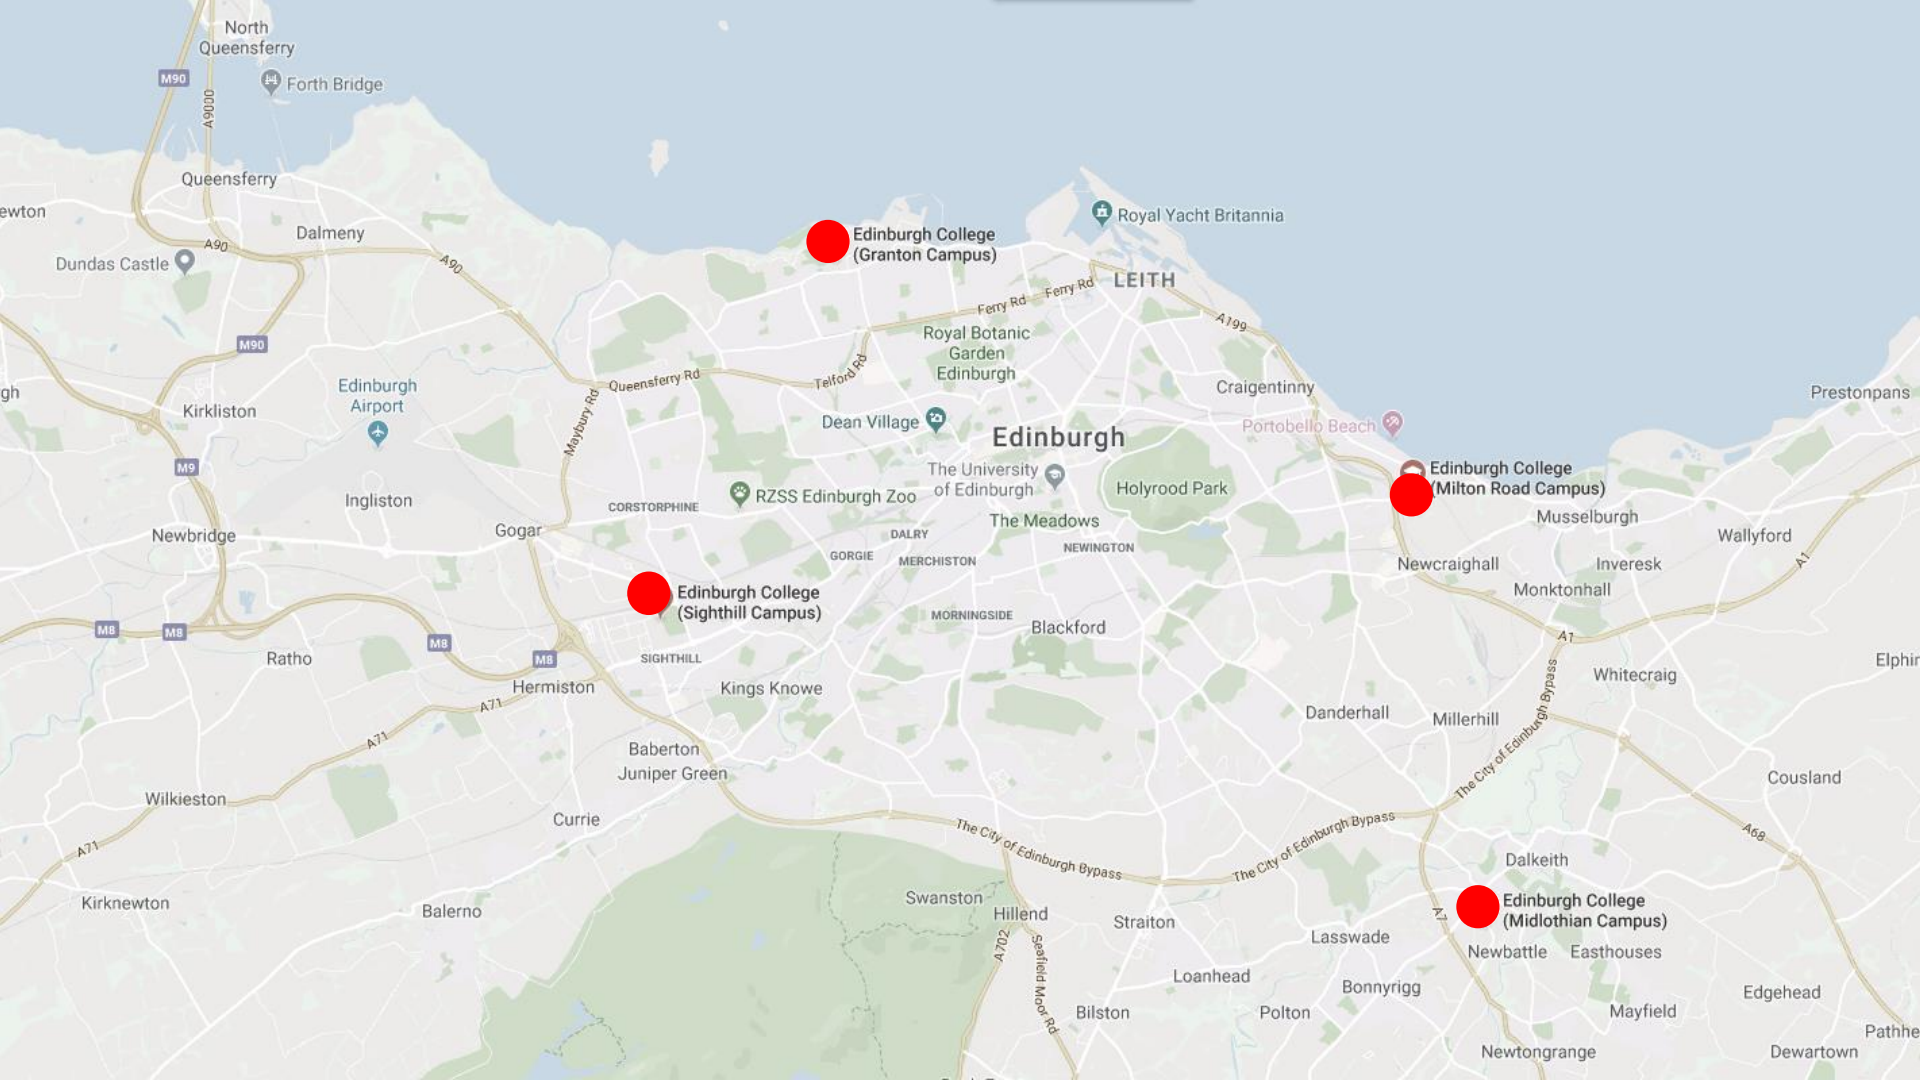 North
Queensferry
M90
Forth Bridge
A9000
Queensferry
ewton
Royal Yacht Britannia
Dalmeny
Edinburgh College
(Granton Campus)
A90
A90
Dundas Castle
LEITH
Ferry Rd
Ferry Rd
A199
Royal Botanic
Garden
Edinburgh
M90
Telford Rd
Queensferry Rd
Edinburgh
Airport
Craigentinny
gh
Prestonpans
Kirkliston
Maybury Rd
Dean Village
Portobello Beach
Edinburgh
M9
The University
of Edinburgh
Edinburgh College
(Milton Road Campus)
Holyrood Park
RZSS Edinburgh Zoo
Ingliston
CORSTORPHINE
Musselburgh
The Meadows
Gogar
Newbridge
DALRY
Wallyford
NEWINGTON
GORGIE
MERCHISTON
A1
Newcraighall
Inveresk
Monktonhall
Edinburgh College
(Sighthill Campus)
MORNINGSIDE
Blackford
M8
M8
M8
A1
M8
Ratho
SIGHTHILL
Elphin
Whitecraig
Hermiston
Kings Knowe
A71
Danderhall
Millerhill
The City of Edinburgh Bypass
A71
Baberton
Juniper Green
Cousland
Wilkieston
Currie
The City of Edinburgh Bypass
The City of Edinburgh Bypass
A68
A71
Dalkeith
Swanston
Kirknewton
Balerno
Hillend
Straiton
A7
Edinburgh College
(Midlothian Campus)
Lasswade
A702
Seafield Moor Rd
Newbattle
Easthouses
Loanhead
Bonnyrigg
Edgehead
Bilston
Polton
Mayfield
Pathhe
Newtongrange
Dewartown